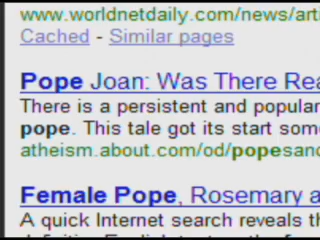 www.worldnetdaily.com/news/arti
Cached - Similar pages
Pope Joan: Was There Rea
There is a persistent and popular
pope. This tale got its start som
atheism.about.com/od/popesand
Female Pope, Rosemary a
A quick Internet search reveals th